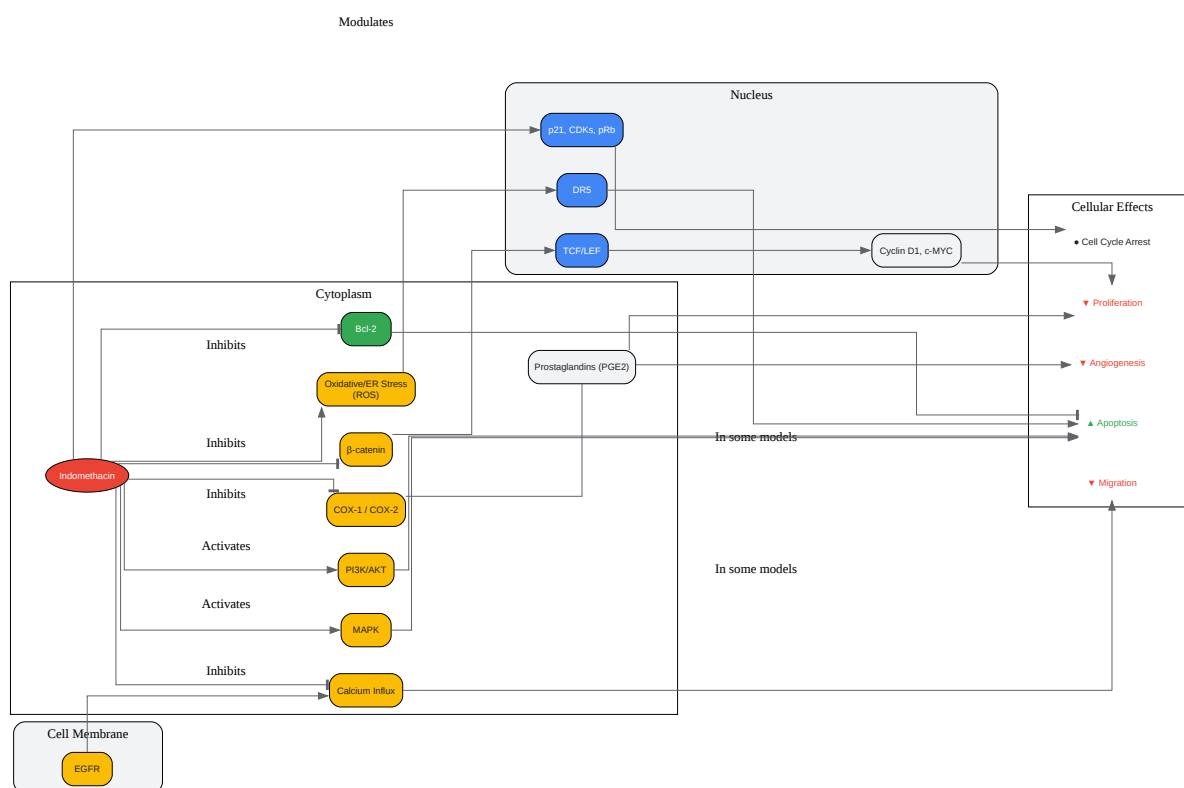 Modulates
Nucleus
p21, CDKs, pRb
DR5
TCF/LEF
Cyclin D1, c-MYC
Cellular Effects
● Cell Cycle Arrest
▼ Proliferation
▼ Angiogenesis
▲ Apoptosis
▼ Migration
Cytoplasm
Bcl-2
Inhibits
Oxidative/ER Stress
(ROS)
Prostaglandins (PGE2)
Inhibits
β-catenin
In some models
Indomethacin
Inhibits
COX-1 / COX-2
Activates
PI3K/AKT
In some models
Activates
MAPK
Inhibits
Calcium Influx
Cell Membrane
EGFR